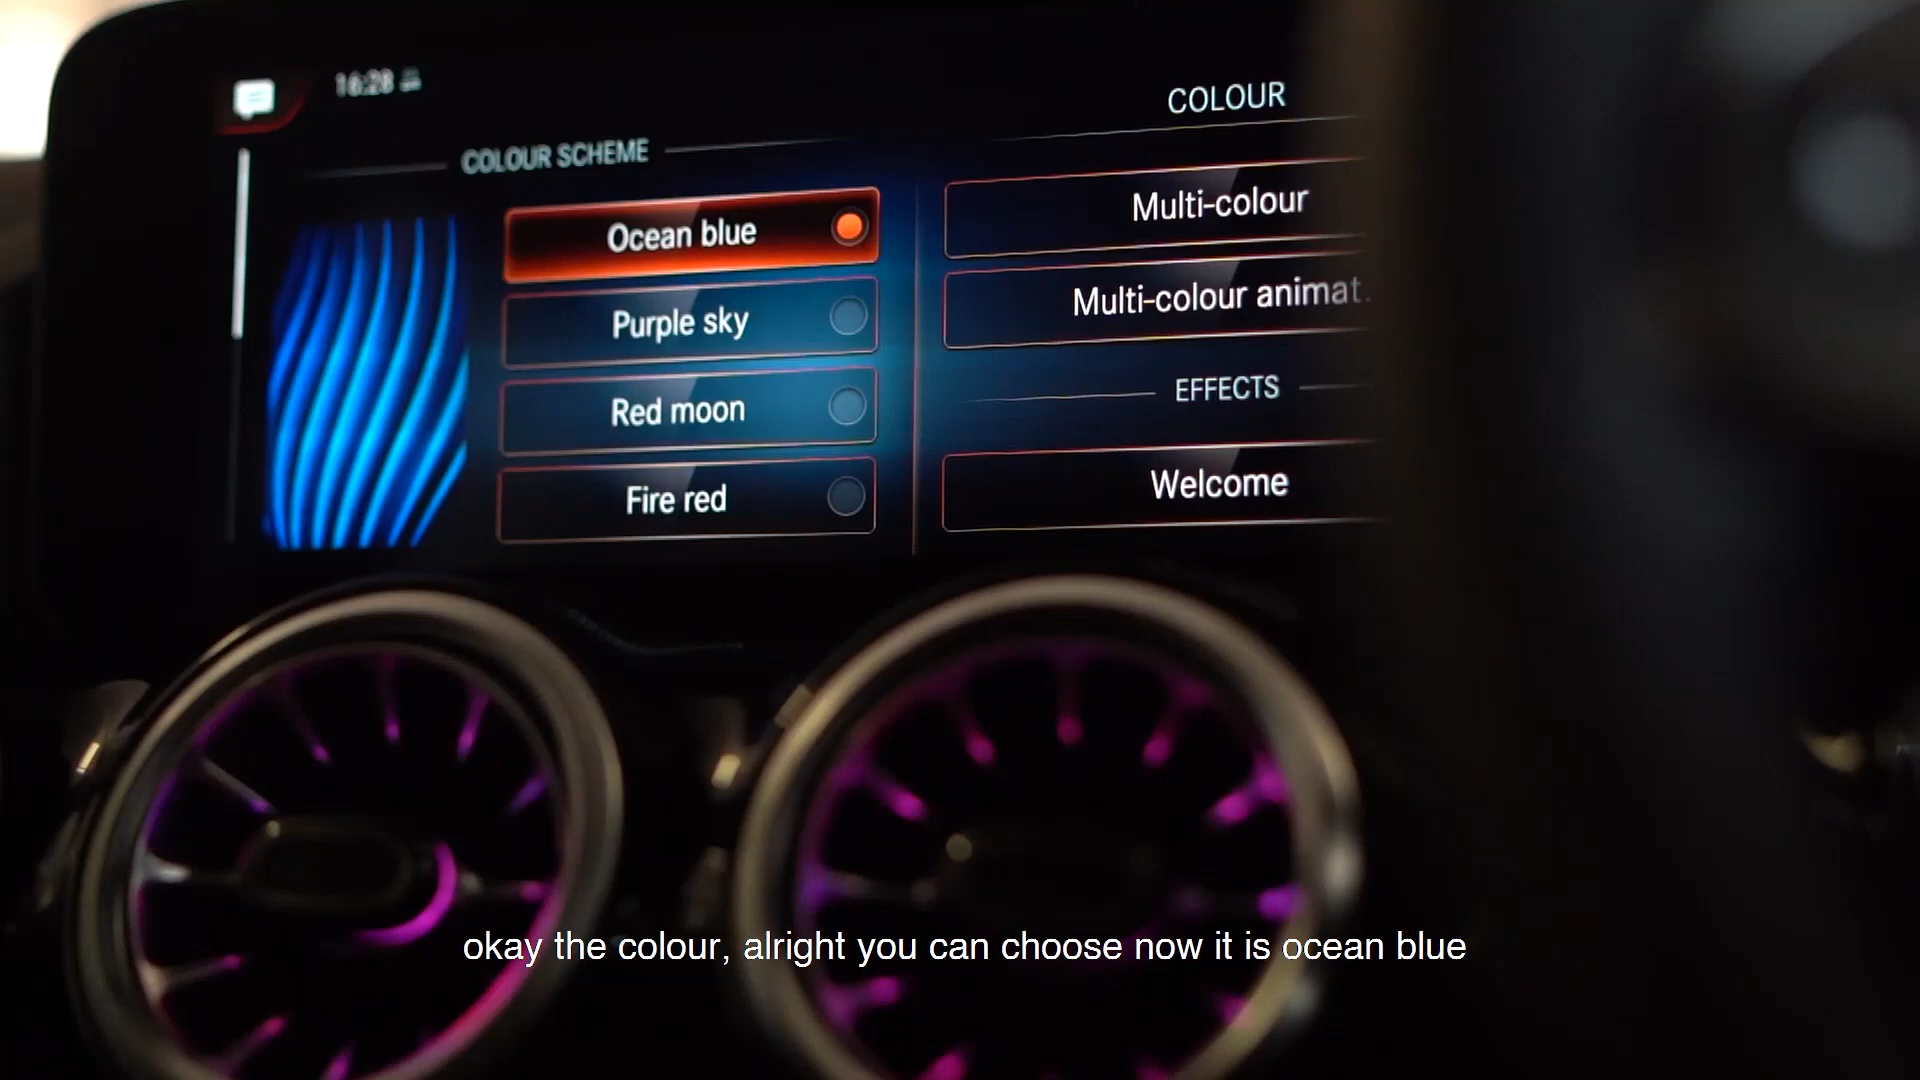 16:28
COLOUR SCHEME
COLOUR
Ocean blue
Multi-colour
Purple sky
Multi-colour animat.
Red moon
EFFECTS
Fire red
Welcome
okay the colour, alright you can choose now it is ocean blue